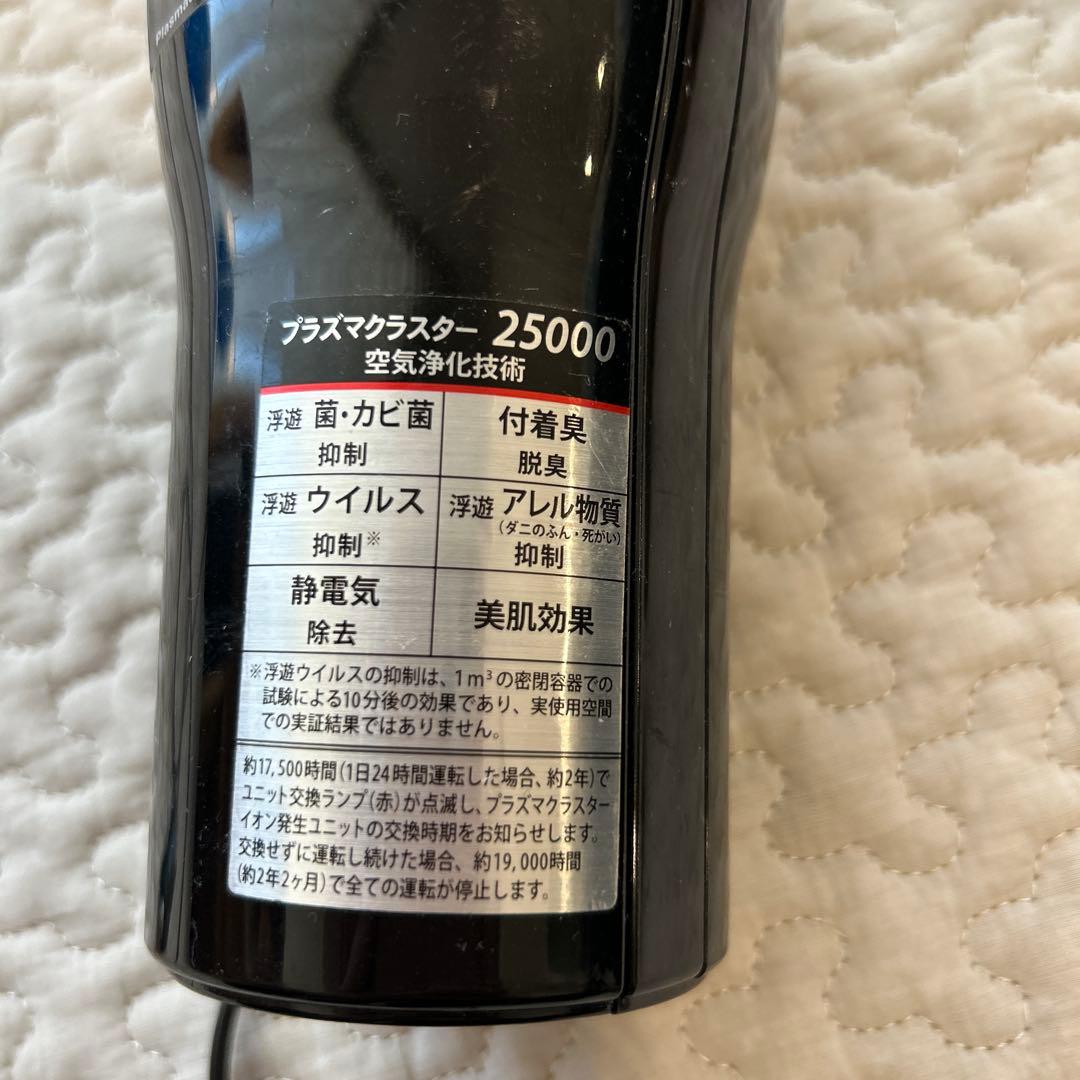 プラズマクラスター 25000
空気浄化技術
浮遊 菌・カビ菌
抑制
付着臭
脱臭
浮遊 ウイルス
抑制※
浮遊 アレル物質
(ダニのふん・死がい)
抑制
静電気
除去
美肌効果
※浮遊ウイルスの抑制は、1m³の密閉容器での
試験による10分後の効果であり、実使用空間
での実証結果ではありません。
約17,500時間(1日24時間運転した場合、約2年)で
ユニット交換ランプ(赤)が点滅し、プラズマクラスター
イオン発生ユニットの交換時期をお知らせします。
交換せずに運転し続けた場合、約19,000時間
(約2年2ヶ月)で全ての運転が停止します。